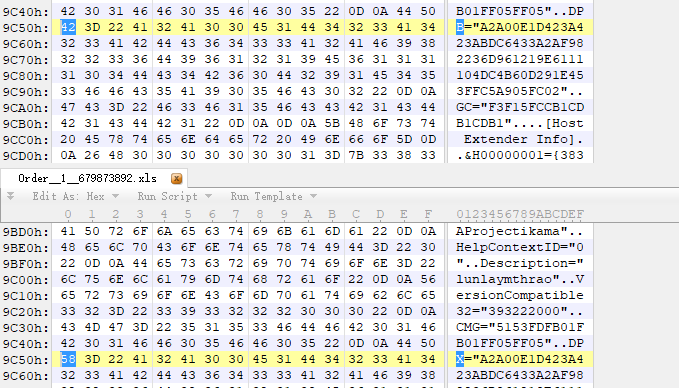 9C40h: 42 30 31 46 46 30 35 46 46 30 35 22 0D 0A 44 50 B01FF05FF05"..DP
9C50h: 42 3D 22 41 32 41 30 30 45 31 44 34 32 33 41 34 B="A2A00E1D423A4
9C60h: 32 33 41 42 44 43 36 34 33 33 41 32 41 46 39 38 23ABDC6433A2AF98
9C70h: 32 32 33 36 44 39 36 31 32 31 39 45 36 31 31 31 2236D961219E6111
9C80h: 31 30 34 44 43 34 42 36 30 44 32 39 31 45 34 35 104DC4B60D291E45
9C90h: 33 46 46 43 35 41 39 30 35 46 43 30 32 22 0D 0A 3FFC5A905FC02"..
9CA0h: 47 43 3D 22 46 33 46 31 35 46 43 43 42 31 43 44 GC="F3F15FCCB1CD
9CB0h: 42 31 43 44 42 31 22 0D 0A 0D 0A 5B 48 6F 73 74 B1CDB1"....[Host
9CC0h: 20 45 78 74 65 6E 64 65 72 20 49 6E 66 6F 5D 0D Extender Info].
9CD0h: 0A 26 48 30 30 30 30 30 30 30 31 3D 7B 33 38 33 .&H00000001={383
Order__1__679873892.xls
Edit As: Hex Run Script Run Template
0 1 2 3 4 5 6 7 8 9 A B C D E F 0123456789ABCDEF
9BD0h: 41 50 72 6F 6A 65 63 74 69 6B 61 6D 61 22 0D 0A AProjectikama"..
9BE0h: 48 65 6C 70 43 6F 6E 74 65 78 74 49 44 3D 22 30 HelpContextID="0
9BF0h: 22 0D 0A 44 65 73 63 72 69 70 74 69 6F 6E 3D 22 "..Description="
9C00h: 6C 75 6E 6C 61 79 6D 74 68 72 61 6F 22 0D 0A 56 lunlaymthrao"..V
9C10h: 65 72 73 69 6F 6E 43 6F 6D 70 61 74 69 62 6C 65 ersionCompatible
9C20h: 33 32 3D 22 33 39 33 32 32 32 30 30 30 22 0D 0A 32="393222000"..
9C30h: 43 4D 47 3D 22 35 31 35 33 46 44 46 42 30 31 46 CMG="5153FDFB01F
9C40h: 42 30 31 46 46 30 35 46 46 30 35 22 0D 0A 44 50 B01FF05FF05"..DP
9C50h: 58 3D 22 41 32 41 30 30 45 31 44 34 32 33 41 34 X="A2A00E1D423A4
9C60h: 32 33 41 42 44 43 36 34 33 33 41 32 41 46 39 38 23ABDC6433A2AF98